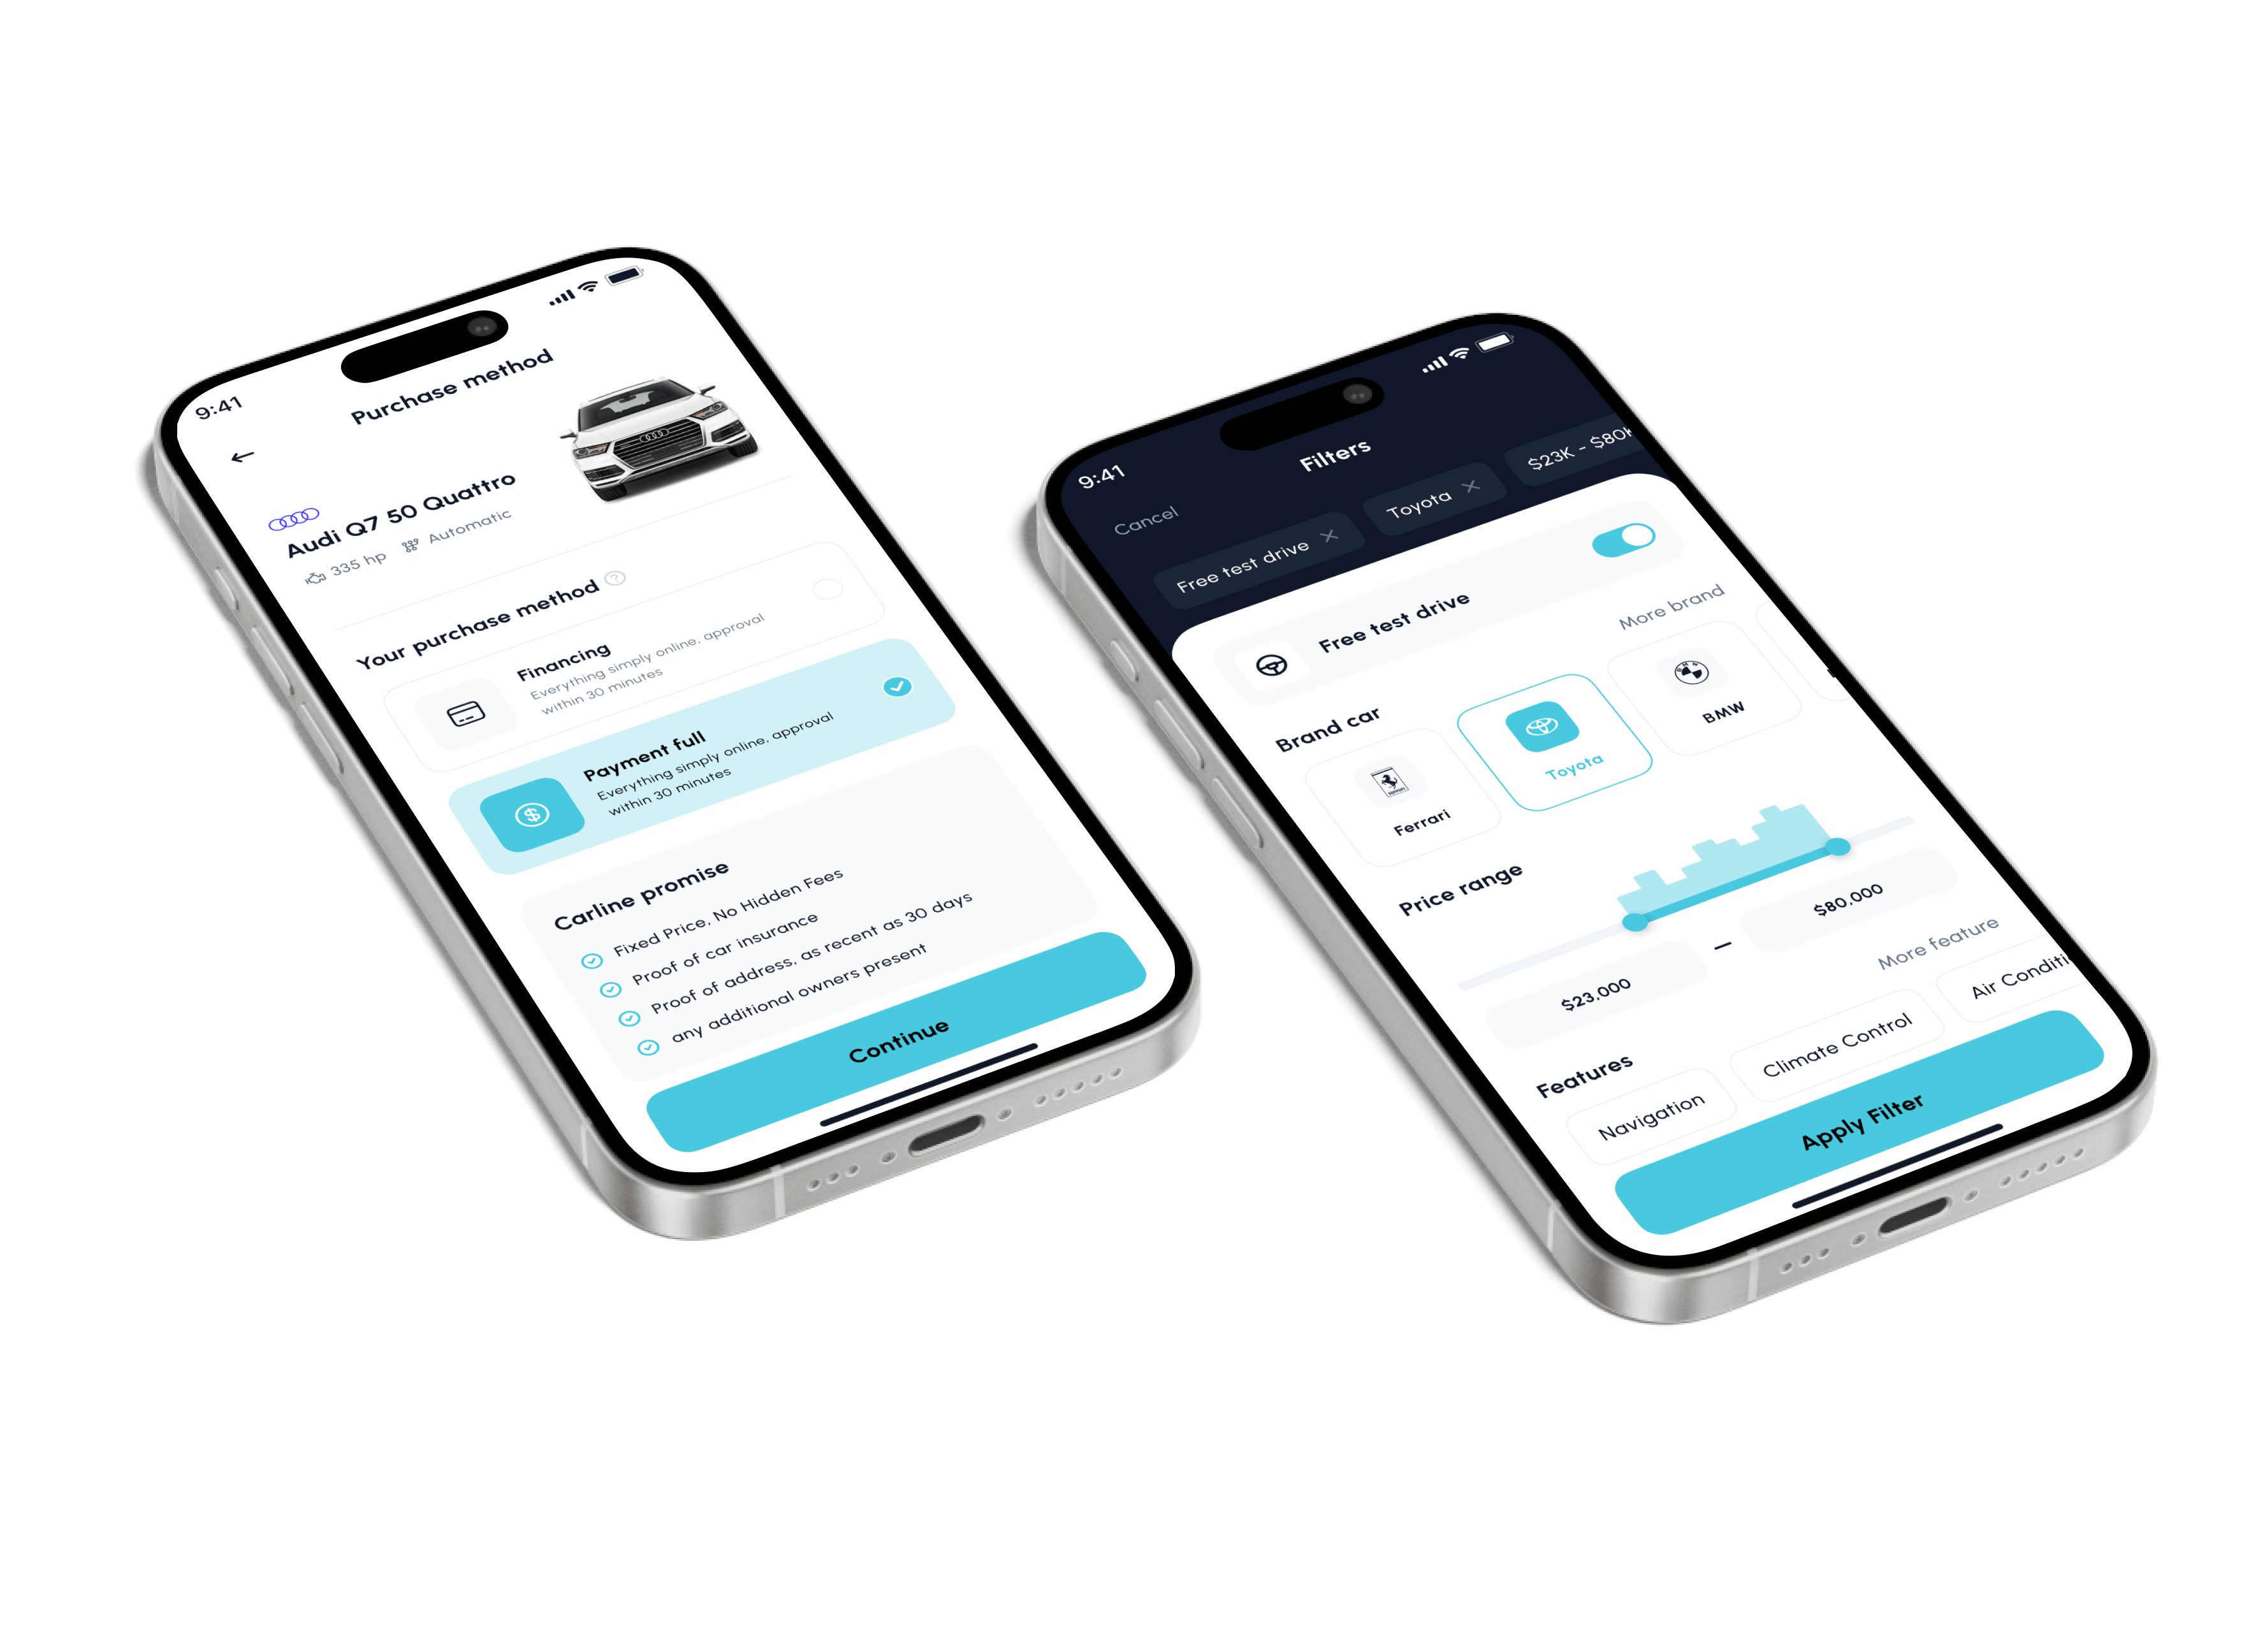 9:41
Purchase method
Audi Q7 50 Quattro
335 hp
Automatic
Your purchase method
?
Financing
Everything simply online, approval
within 30 minutes
Payment full
Everything simply online, approval
within 30 minutes
$
Carline promise
Fixed Price, No Hidden Fees
Proof of car insurance
Proof of address, as recent as 30 days
any additional owners present
Continue
9:41
Filters
Cancel
Free test drive
Toyota
$23K - $80K
Free test drive
Brand car
More brand
Ferrari
Toyota
BMW
Price range
$23.000
–
$80.000
Features
More feature
Navigation
Climate Control
Air Conditi
Apply Filter